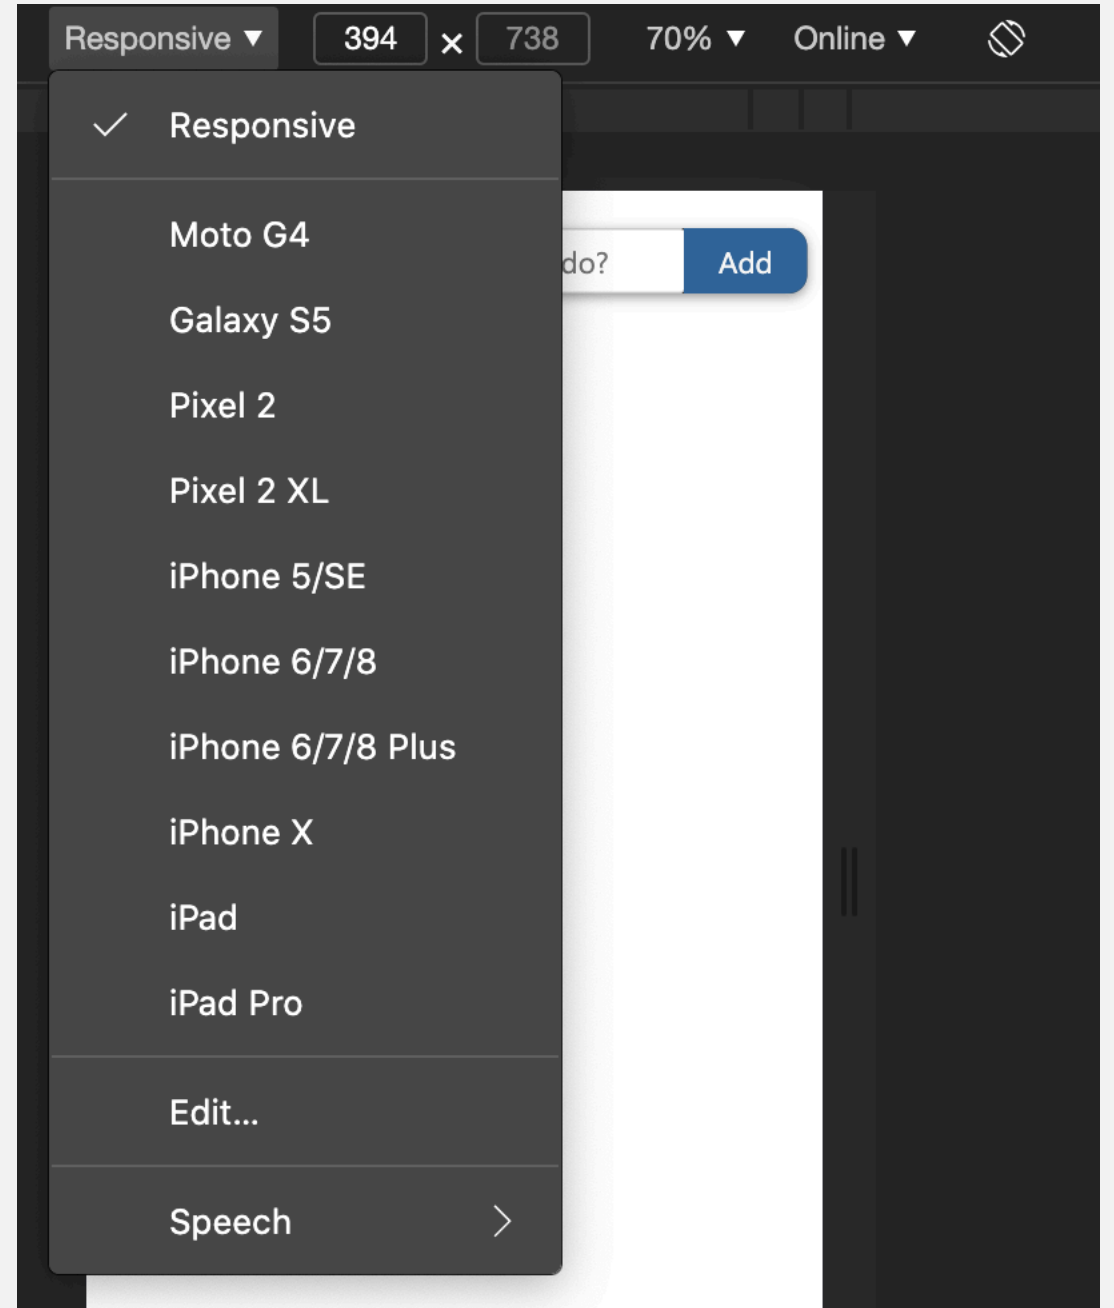 Responsive ▼ 394 × 738 70% ▼ Online ▼
✓ Responsive
Moto G4
Galaxy S5
Pixel 2
Pixel 2 XL
iPhone 5/SE
iPhone 6/7/8
iPhone 6/7/8 Plus
iPhone X
iPad
iPad Pro
Edit...
Speech
do? Add